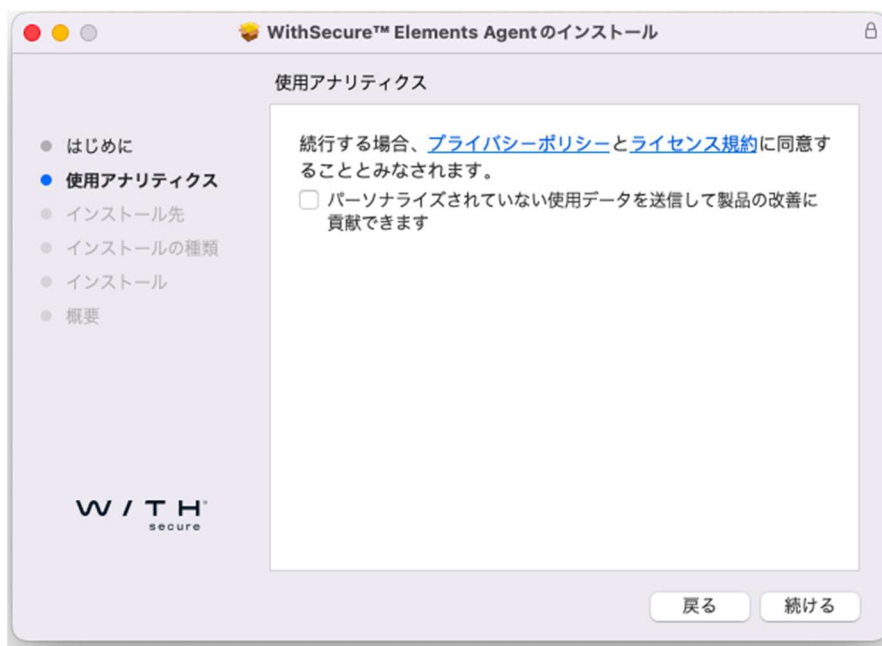 WithSecure™ Elements Agentのインストール
使用アナリティクス
はじめに
使用アナリティクス
インストール先
インストールの種類
インストール
概要
続行する場合、プライバシーポリシーとライセンス規約に同意す
ることとみなされます。
パーソナライズされていない使用データを送信して製品の改善に
貢献できます
W / T H
secure
戻る
続ける